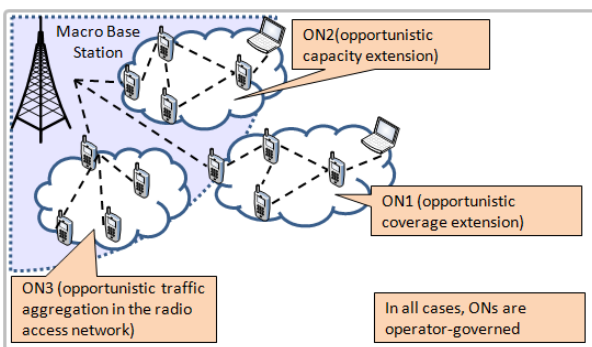 Macro Base
Station
ON2(opportunistic
capacity extension)
ON1 (opportunistic
coverage extension)
ON3 (opportunistic traffic
aggregation in the radio
access network)
In all cases, ONs are
operator-governed